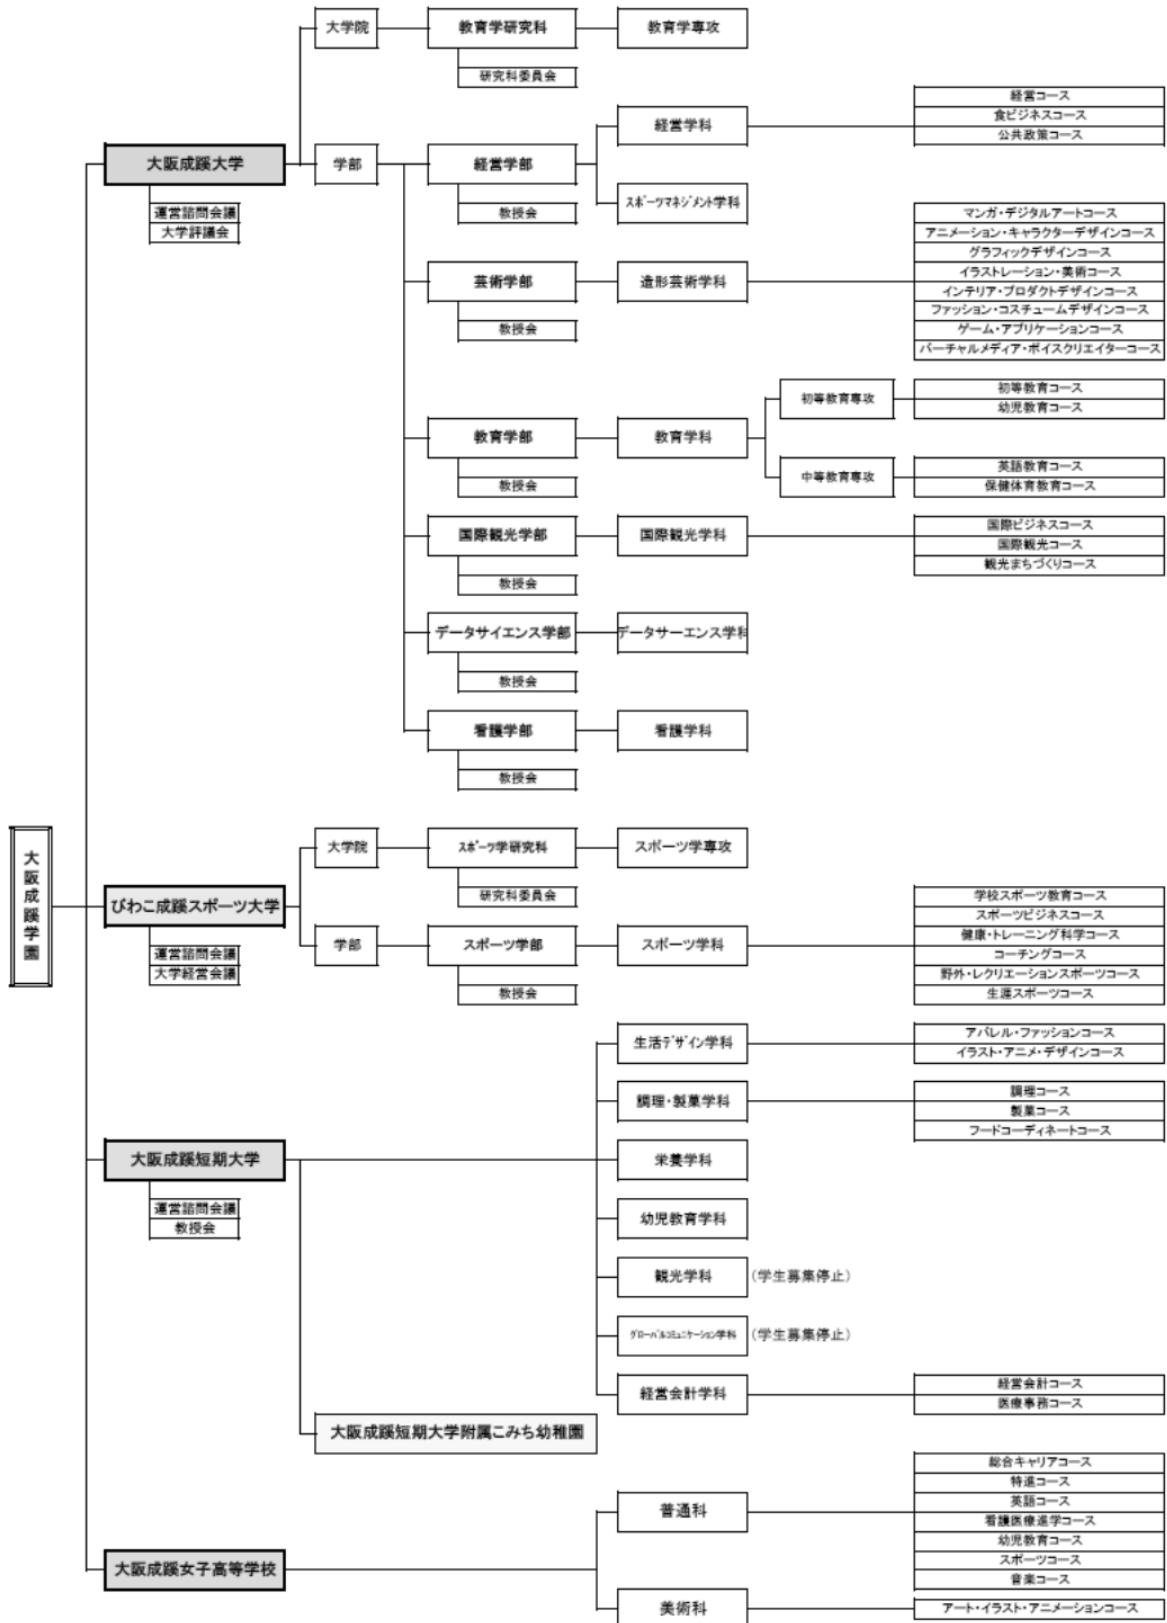 大阪成蹊学園
大阪成蹊大学
運営諮問会議
大学評議会
大学院
教育学研究科
研究科委員会
教育学専攻
学部
経営学部
教授会
経営学科
経営コース
食ビジネスコース
公共政策コース
スポーツマネジメント学科
芸術学部
教授会
造形芸術学科
マンガ・デジタルアートコース
アニメーション・キャラクターデザインコース
グラフィックデザインコース
イラストレーション・美術コース
インテリア・プロダクトデザインコース
ファッション・コスチュームデザインコース
ゲーム・アプリケーションコース
バーチャルメディア・ボイスクリエイターコース
教育学部
教授会
教育学科
初等教育専攻
初等教育コース
幼児教育コース
中等教育専攻
英語教育コース
保健体育教育コース
国際観光学部
教授会
国際観光学科
国際ビジネスコース
国際観光コース
観光まちづくりコース
データサイエンス学部
教授会
データサーエンス学科
看護学部
教授会
看護学科
びわこ成蹊スポーツ大学
運営諮問会議
大学経営会議
大学院
スポーツ学研究科
研究科委員会
スポーツ学専攻
学部
スポーツ学部
教授会
スポーツ学科
学校スポーツ教育コース
スポーツビジネスコース
健康・トレーニング科学コース
コーチングコース
野外・レクリエーションスポーツコース
生涯スポーツコース
大阪成蹊短期大学
運営諮問会議
教授会
生活デザイン学科
アパレル・ファッションコース
イラスト・アニメ・デザインコース
調理・製菓学科
調理コース
製菓コース
フードコーディネートコース
栄養学科
幼児教育学科
観光学科 (学生募集停止)
グローバルコミュニケーション学科 (学生募集停止)
経営会計学科
経営会計コース
医療事務コース
大阪成蹊短期大学附属こみち幼稚園
大阪成蹊女子高等学校
普通科
総合キャリアコース
特進コース
英語コース
看護医療進学コース
幼児教育コース
スポーツコース
音楽コース
美術科
アート・イラスト・アニメーションコース